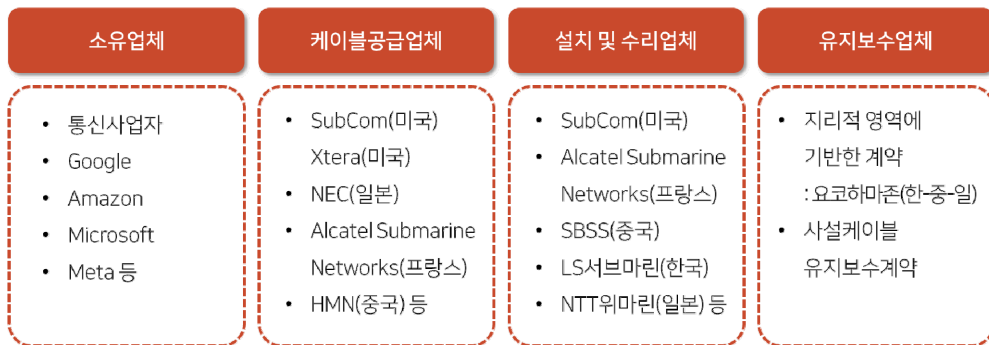 소유업체
통신사업자
Google
Amazon
Microsoft
Meta 등
케이블공급업체
SubCom(미국)
Xtera(미국)
NEC(일본)
Alcatel Submarine
Networks(프랑스)
HMN(중국) 등
설치 및 수리업체
SubCom(미국)
Alcatel Submarine
Networks(프랑스)
SBSS(중국)
LS서브마린(한국)
NTT위마린(일본) 등
유지보수업체
지리적 영역에
기반한 계약
: 요코하마존(한-중-일)
사설케이블
유지보수계약